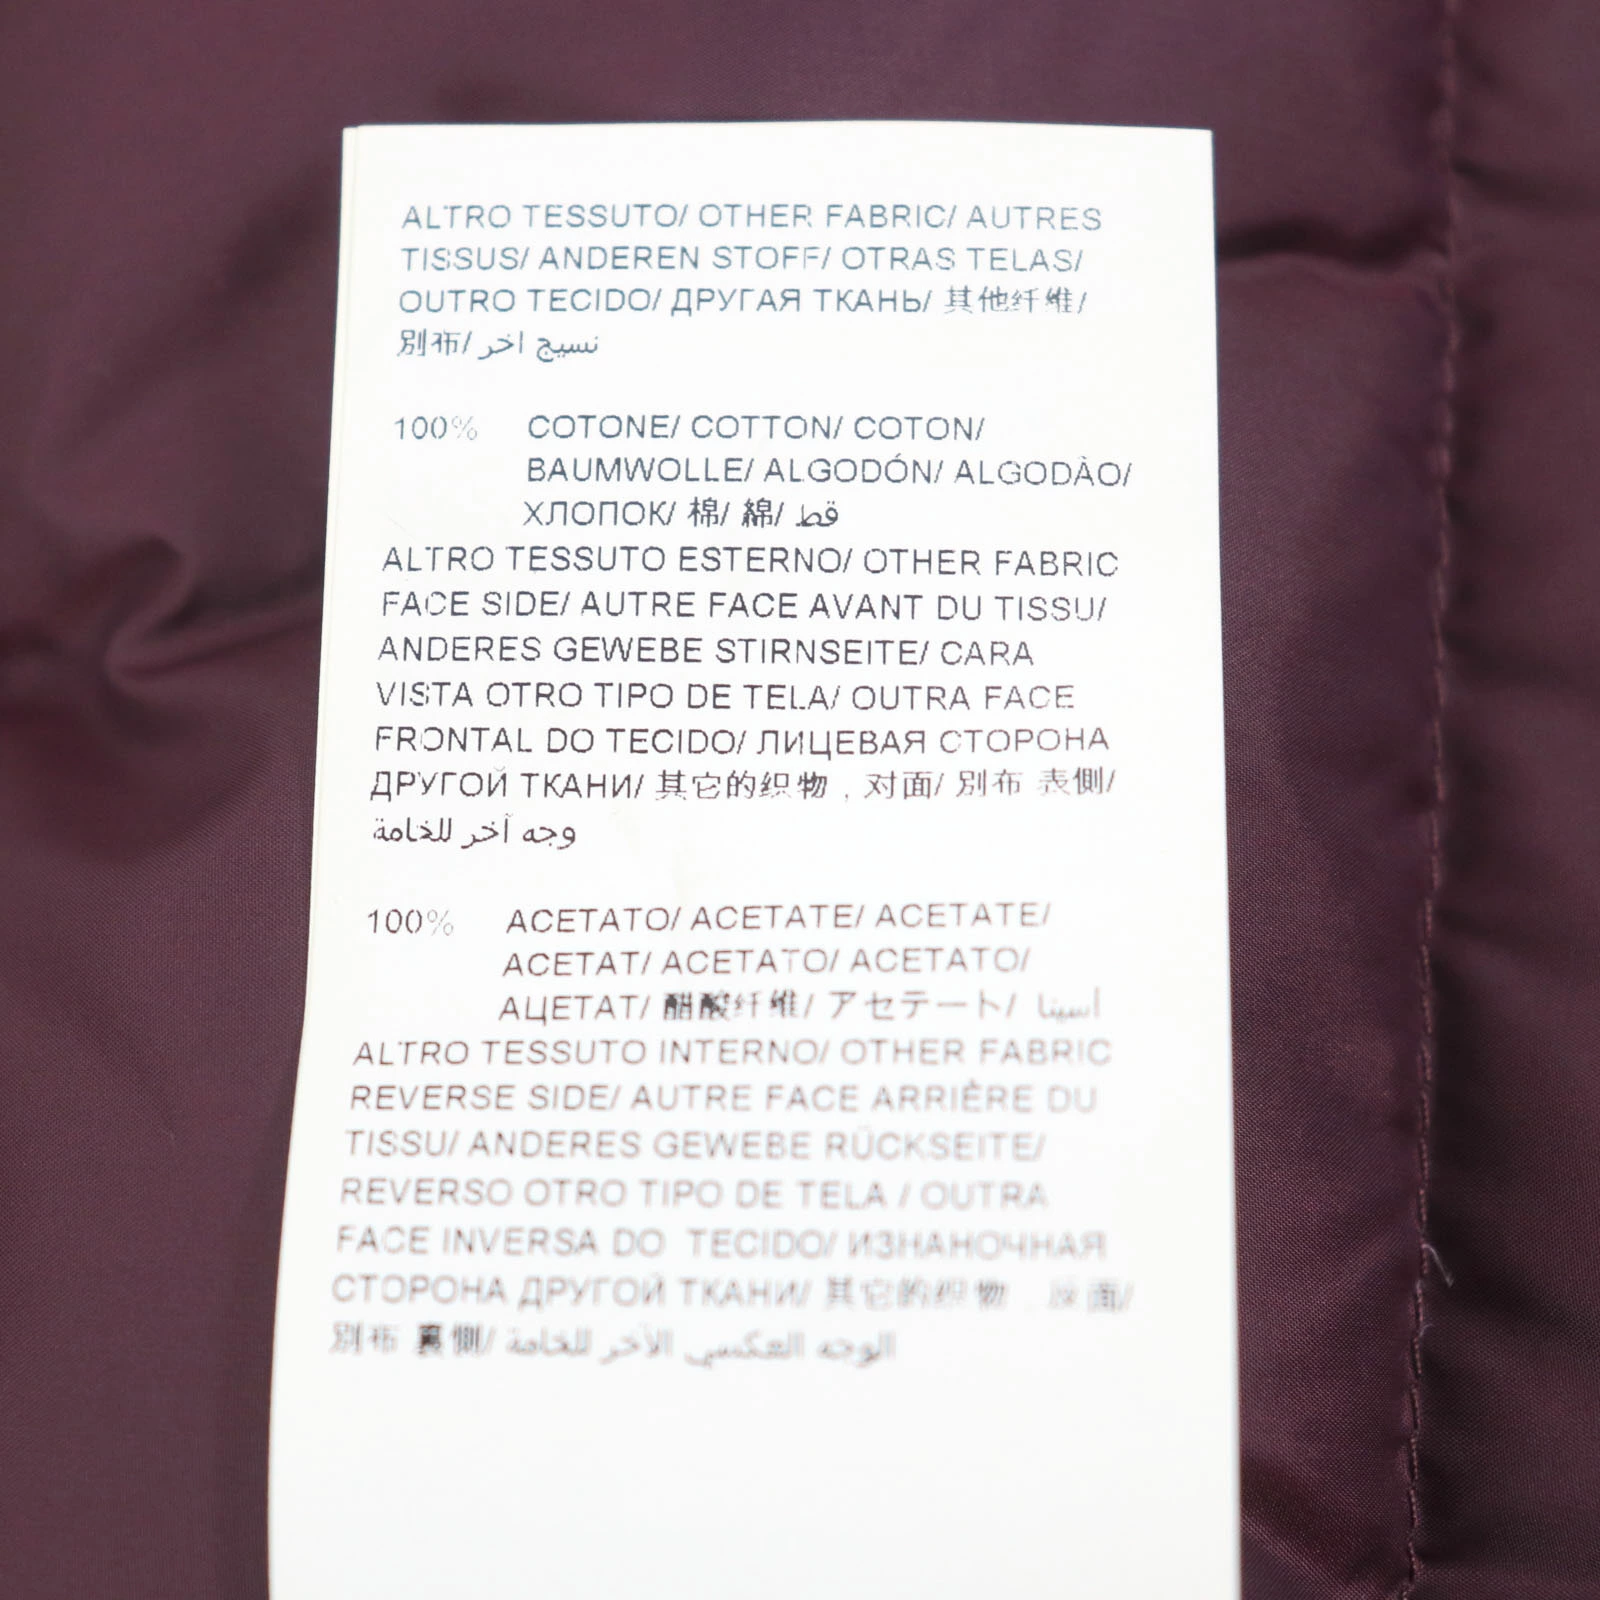 ALTRO TESSUTO/ OTHER FABRIC/ AUTRES
TISSUS/ ANDEREN STOFF/ OTRAS TELAS/
OUTRO TECIDO/ ДРУГАЯ ТКАНЬ/ 其他纤维/
別布/ نسيج اخر
100% COTONE/ COTTON/ COTON/
BAUMWOLLE/ ALGODÓN/ ALGODÃO/
ХЛОПОК/ 棉/ 綿/ قط
ALTRO TESSUTO ESTERNO/ OTHER FABRIC
FACE SIDE/ AUTRE FACE AVANT DU TISSU/
ANDERES GEWEBE STIRNSEITE/ CARA
VISTA OTRO TIPO DE TELA/ OUTRA FACE
FRONTAL DO TECIDO/ ЛИЦЕВАЯ СТОРОНА
ДРУГОЙ ТКАНИ/ 其它的织物 , 对面/ 別布 表側/
وجه آخر للخامة
100% ACETATO/ ACETATE/ ACETATE/
ACETAT/ ACETATO/ ACETATO/
АЦЕТАТ/ 醋酸纤维/ アセテート/ أسيتا
ALTRO TESSUTO INTERNO/ OTHER FABRIC
REVERSE SIDE/ AUTRE FACE ARRIÈRE DU
TISSU/ ANDERES GEWEBE RÜCKSEITE/
REVERSO OTRO TIPO DE TELA / OUTRA
FACE INVERSA DO TECIDO/ ИЗНАНОЧНАЯ
СТОРОНА ДРУГОЙ ТКАНИ/ 其它的织物 ,
別布 裏側/ الوجه العكسي الآخر للخامة